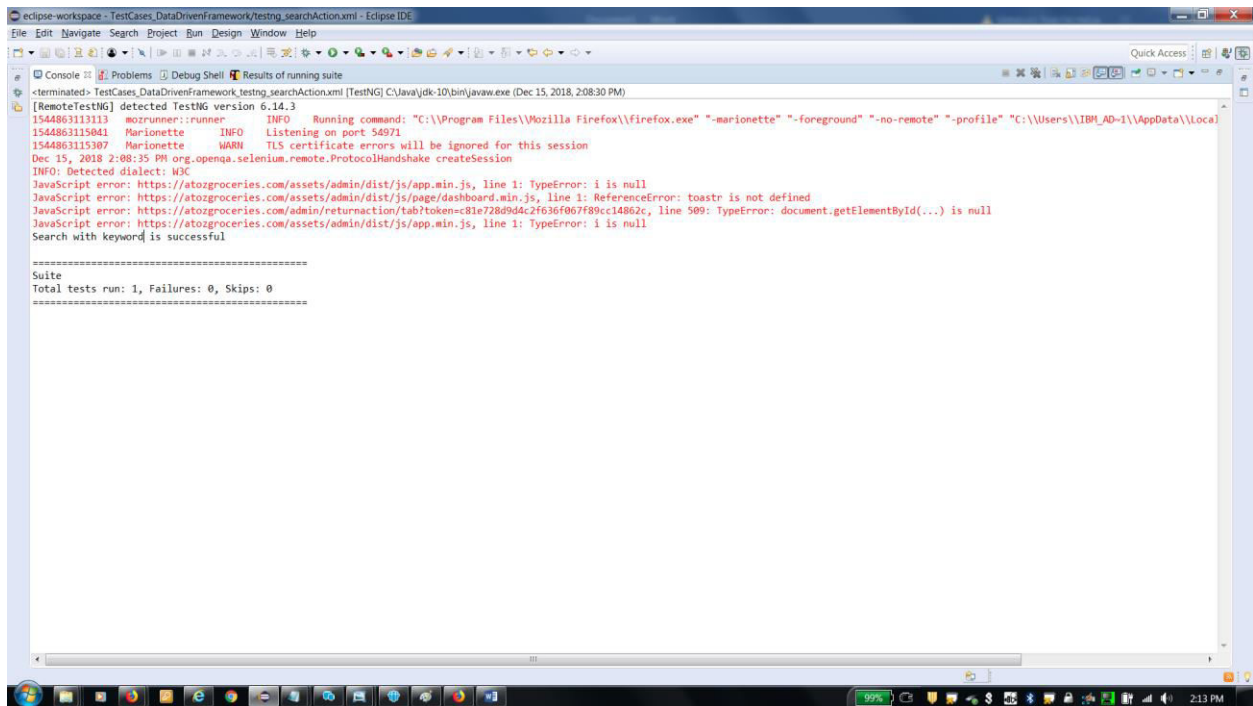 eclipse-workspace - TestCases_DataDrivenFramework/testng_searchAction.xml - Eclipse IDE
File Edit Navigate Search Project Run Design Window Help
Quick Access
Console Problems Debug Shell Results of running suite
<terminated> TestCases_DataDrivenFramework_testng_searchAction.xml [TestNG] C:\Java\jdk-10\bin\javaw.exe (Dec 15, 2018, 2:08:30 PM)
[RemoteTestNG] detected TestNG version 6.14.3
1544863113113 mozrunner::runner INFO Running command: "C:\\Program Files\\Mozilla Firefox\\firefox.exe" "-marionette" "-foreground" "-no-remote" "-profile" "C:\\Users\\IBM_AD~1\\AppData\\Local
1544863115041 Marionette INFO Listening on port 54971
1544863115307 Marionette WARN TLS certificate errors will be ignored for this session
Dec 15, 2018 2:08:35 PM org.openqa.selenium.remote.ProtocolHandshake createSession
INFO: Detected dialect: W3C
JavaScript error: https://atozgroceries.com/assets/admin/dist/js/app.min.js, line 1: TypeError: i is null
JavaScript error: https://atozgroceries.com/assets/admin/dist/js/page/dashboard.min.js, line 1: ReferenceError: toastr is not defined
JavaScript error: https://atozgroceries.com/admin/returnaction/tab?token=c81e728d9d4c2f636f067f89cc14862c, line 509: TypeError: document.getElementById(...) is null
JavaScript error: https://atozgroceries.com/assets/admin/dist/js/app.min.js, line 1: TypeError: i is null
Search with keyword is successful
===============================================
Suite
Total tests run: 1, Failures: 0, Skips: 0
===============================================
99%
2:13 PM